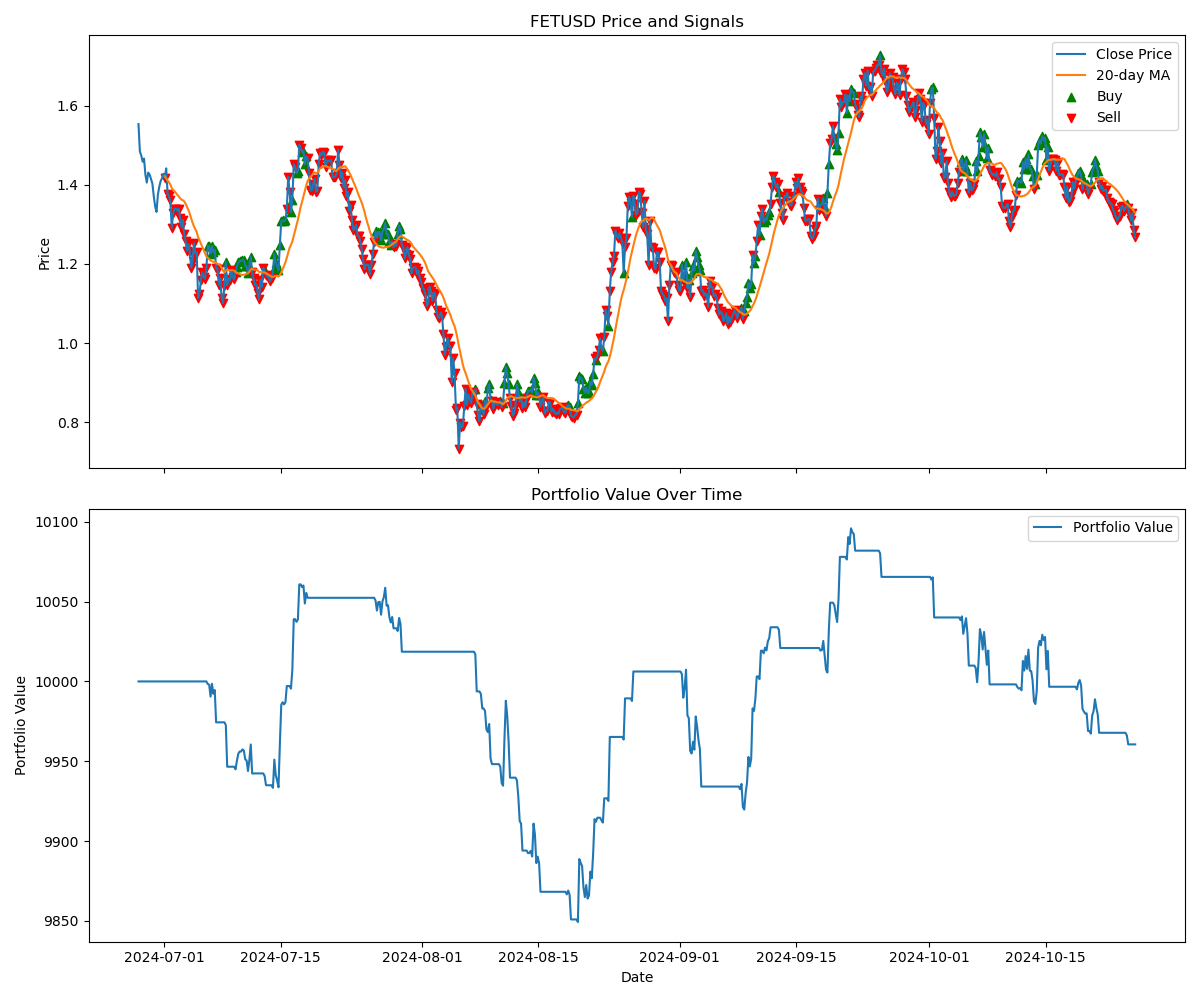 FETUSD Price and Signals
Close Price
20-day MA
Buy
Sell
1.6
1.4
1.2
1.0
0.8
Price
Portfolio Value Over Time
Portfolio Value
10100
10050
10000
9950
9900
9850
Portfolio Value
2024-07-01 2024-07-15 2024-08-01 2024-08-15 2024-09-01 2024-09-15 2024-10-01 2024-10-15
Date